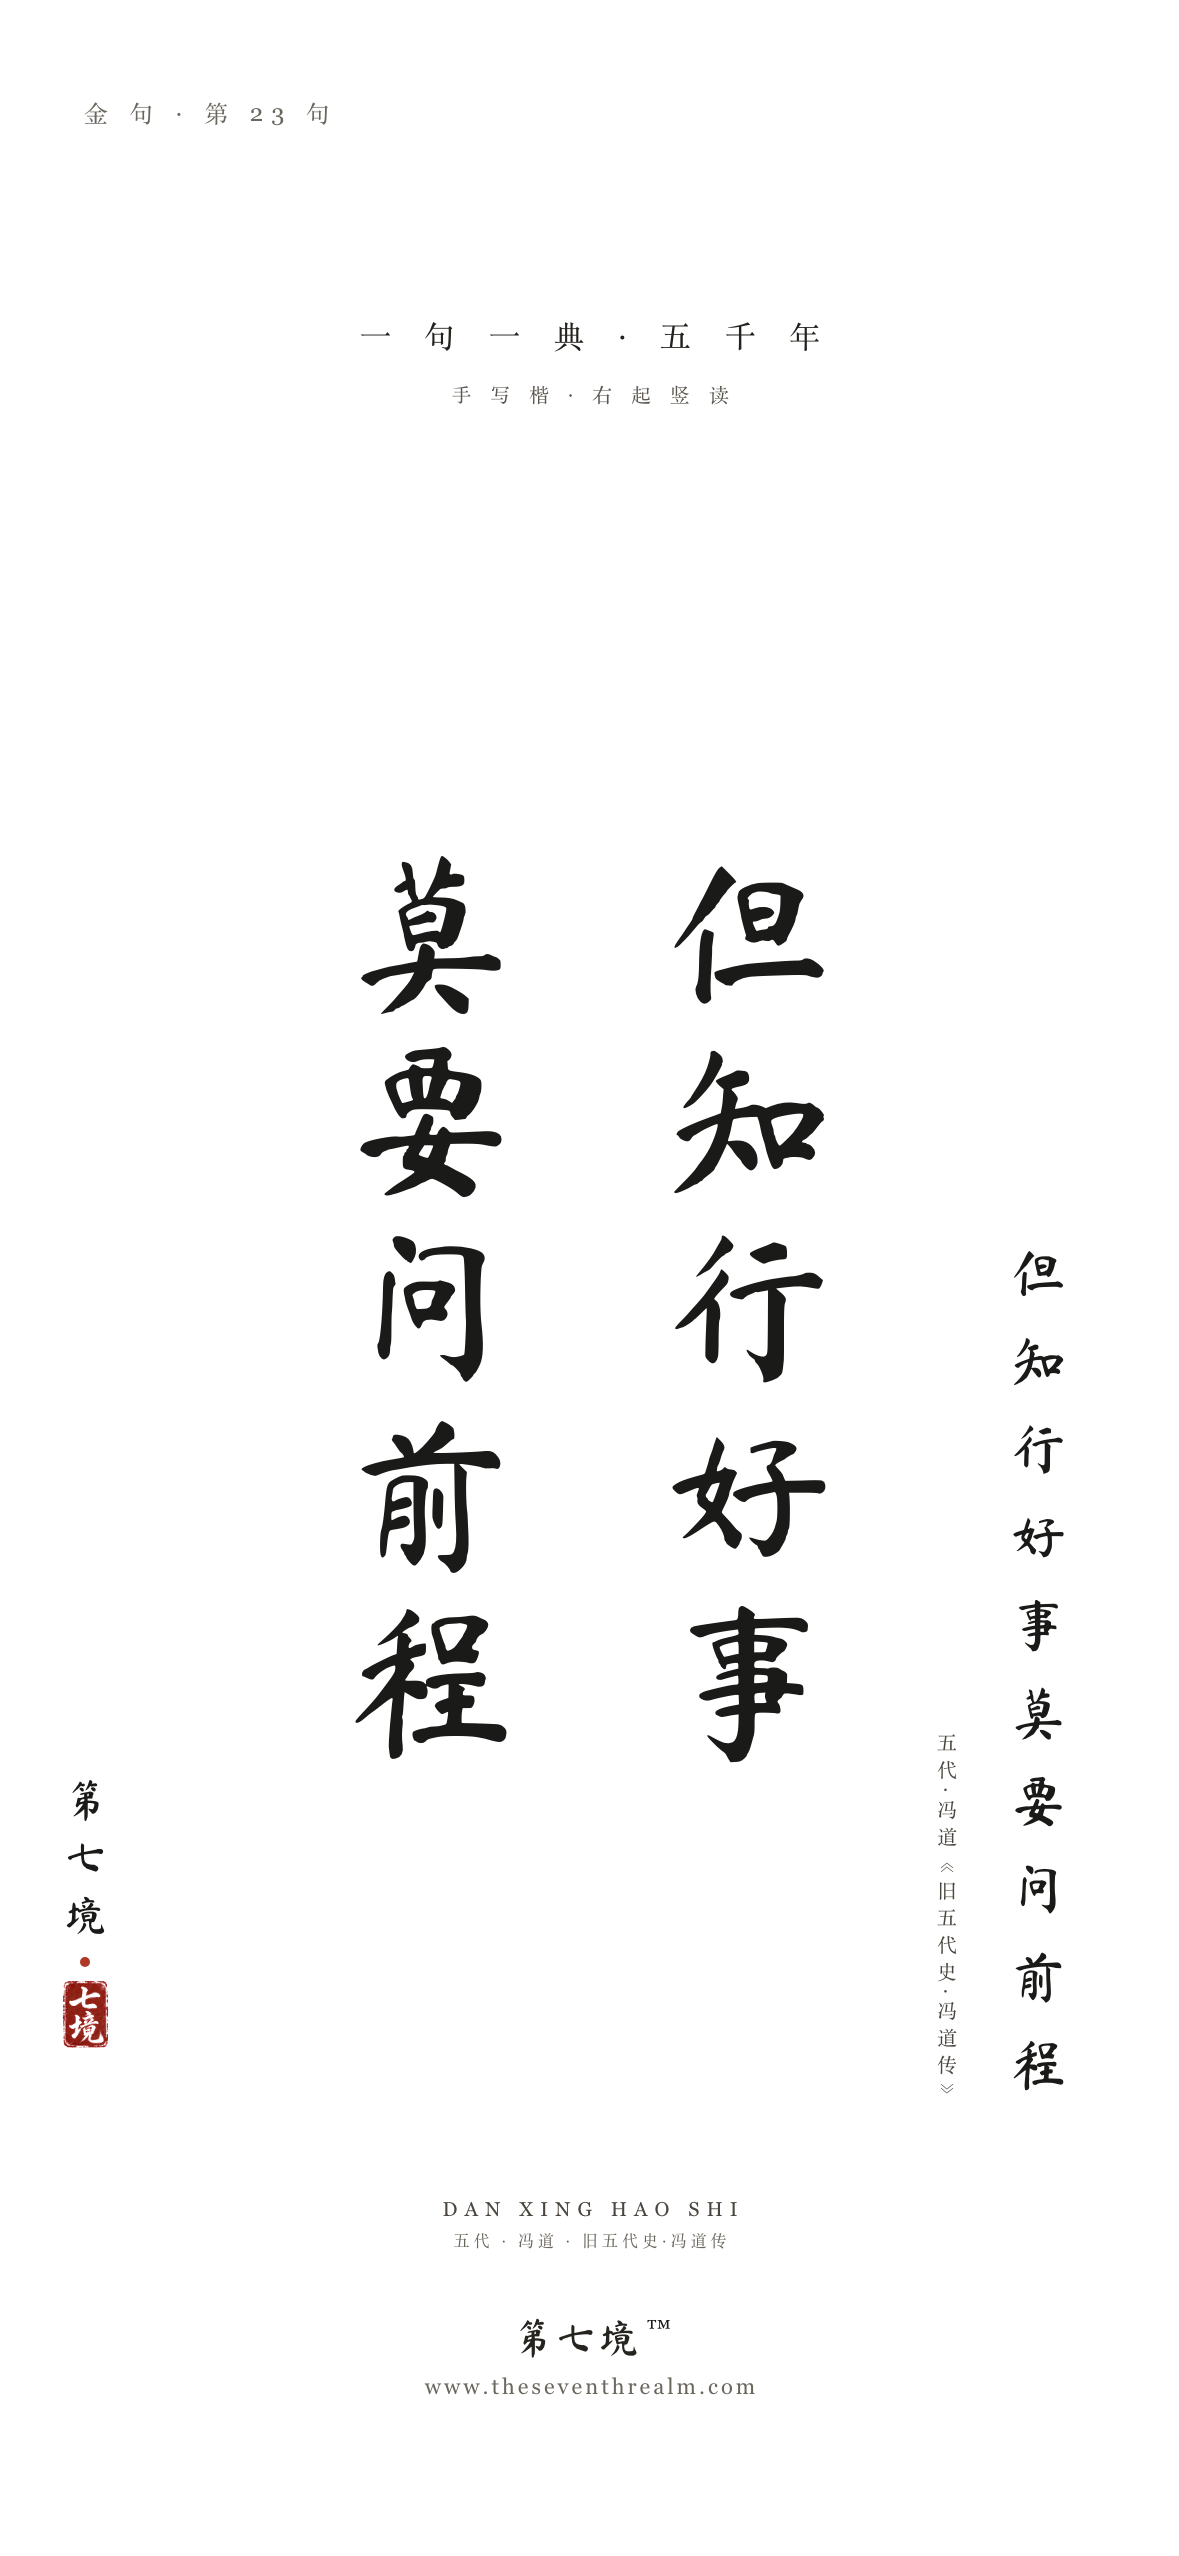 金句·第23句
一句一典·五千年
手写楷·右起竖读
但知行好事
莫要问前程
但知行好事莫要问前程
五代·冯道《旧五代史·冯道传》
第七境
七境
DAN XING HAO SHI
五代 · 冯道 · 旧五代史·冯道传
第七境™
www.theseventhrealm.com